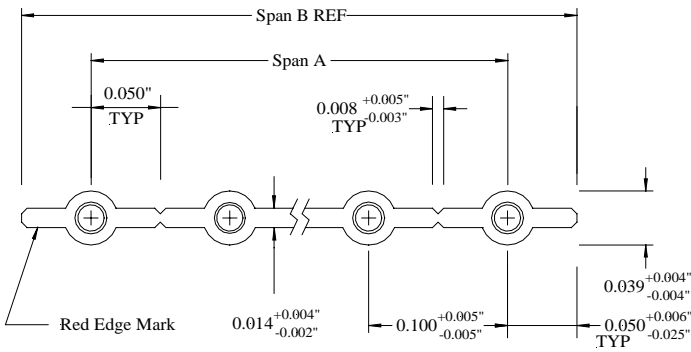 Span B REF
Span A
0.050"
TYP
0.008 +0.005"
-0.003"
TYP
0.039 +0.004"
-0.004"
Red Edge Mark
0.014 +0.004"
-0.002"
0.100 +0.005"
-0.005"
0.050 +0.006"
-0.025"
TYP